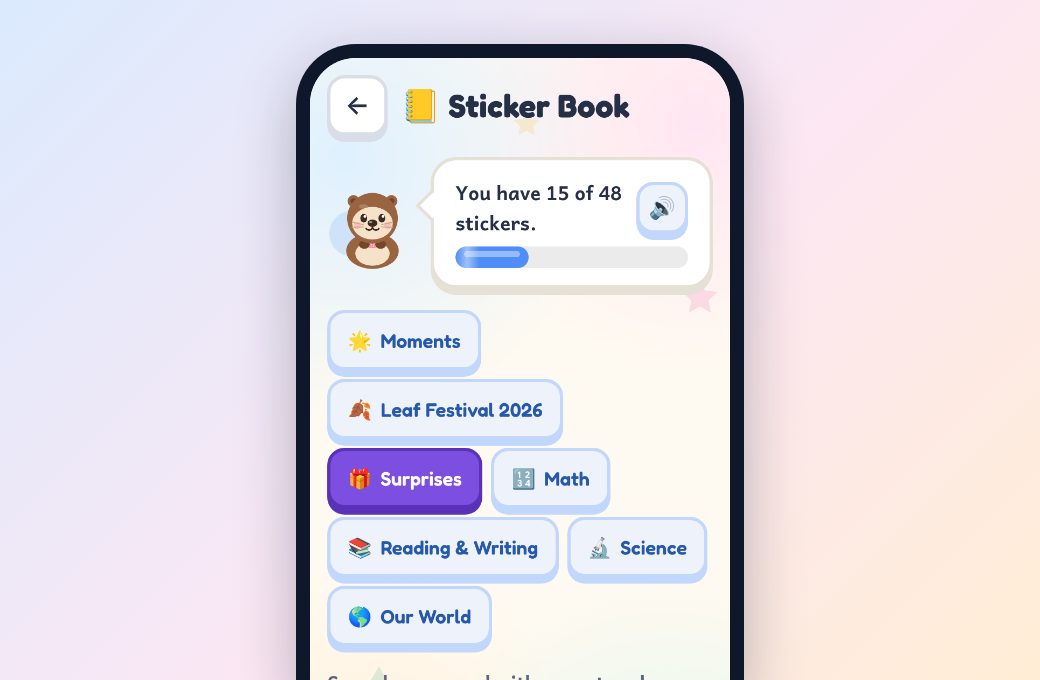 Sticker Book
You have 15 of 48
stickers.
Moments
Leaf Festival 2026
Surprises
Math
Reading & Writing
Science
Our World